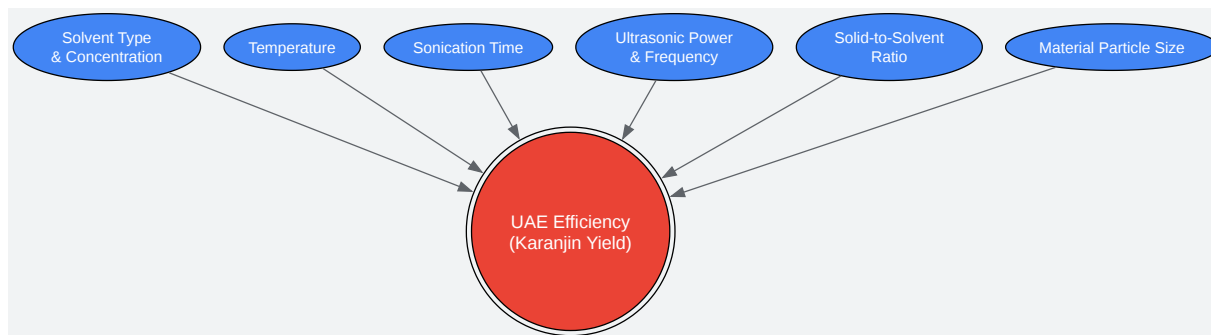 Solvent Type
& Concentration
Temperature
Sonication Time
Ultrasonic Power
& Frequency
Solid-to-Solvent
Ratio
Material Particle Size
UAE Efficiency
(Karanjin Yield)